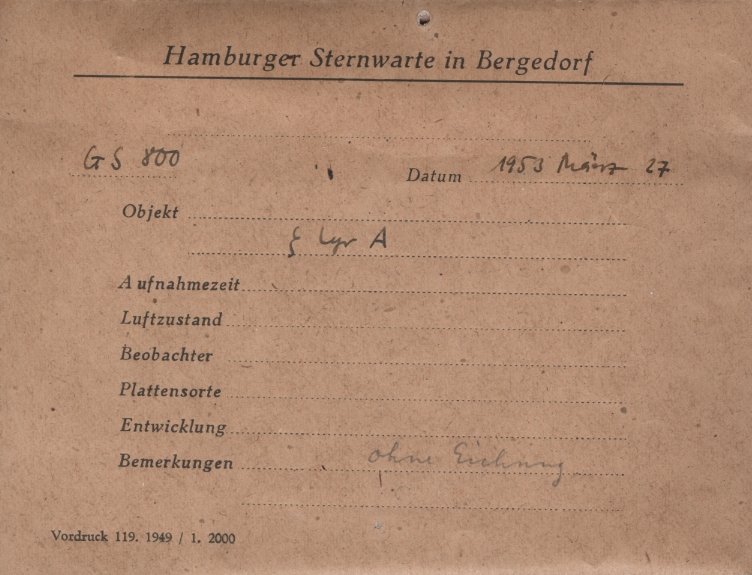 Hamburger Sternwarte in Bergedorf
GS 800 Datum 1953 März 27
Objekt
ζ Lyr A
Aufnahmezeit
Luftzustand
Beobachter
Plattensorte
Entwicklung
Bemerkungen ohne Eichung
Vordruck 119. 1949 / 1. 2000